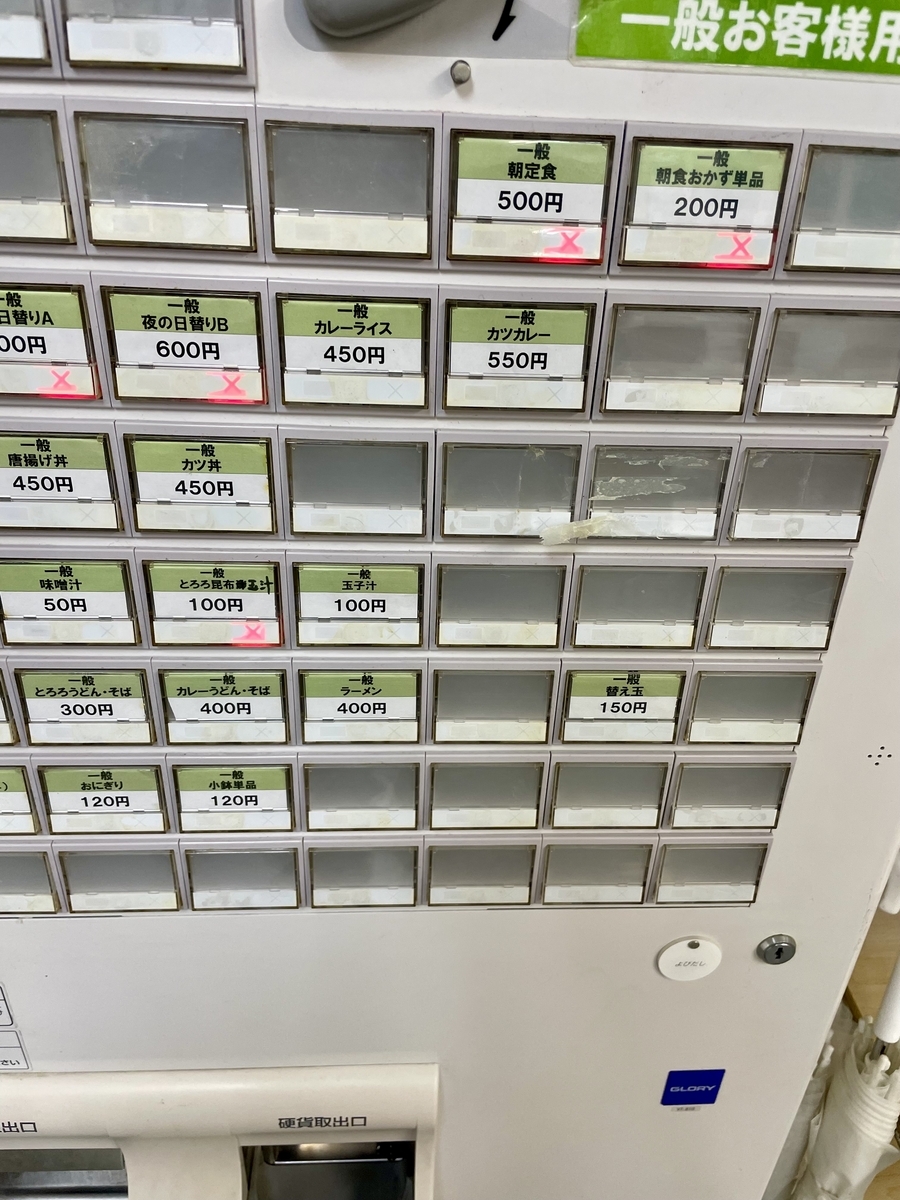 一般お客様用
一般
朝定食
500円
一般
朝食おかず単品
200円
一般
日替りA
00円
一般
夜の日替りB
600円
一般
カレーライス
450円
一般
カツカレー
550円
一般
唐揚げ丼
450円
一般
カツ丼
450円
一般
味噌汁
50円
一般
とろろ昆布汁
100円
一般
玉子汁
100円
一般
とろろうどん・そば
300円
一般
カレーうどん・そば
400円
一般
ラーメン
400円
一般
替え玉
150円
一般
おにぎり
120円
一般
小鉢単品
120円
よびだし
さい
GLORY
出口
硬貨取出口